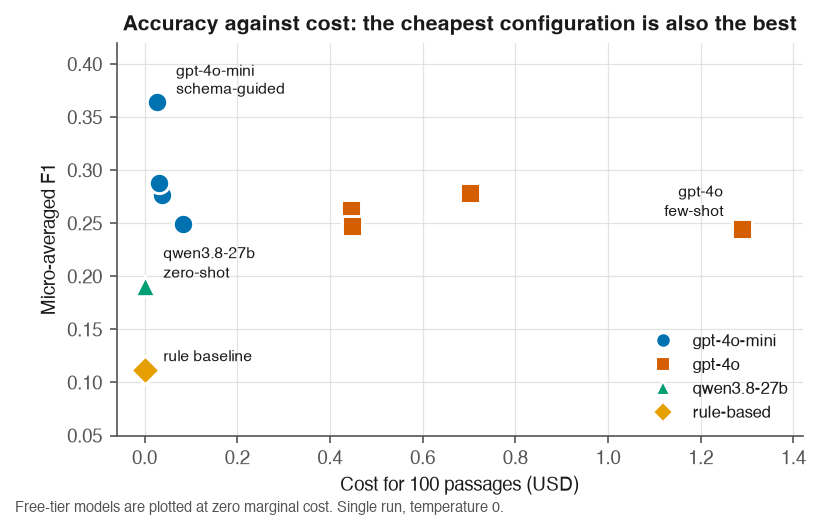 Accuracy against cost: the cheapest configuration is also the best
Micro-averaged F1
0.40
0.35
0.30
0.25
0.20
0.15
0.10
0.05
gpt-4o-mini
schema-guided
gpt-4o
few-shot
qwen3.8-27b
zero-shot
rule baseline
gpt-4o-mini
gpt-4o
qwen3.8-27b
rule-based
0.0 0.2 0.4 0.6 0.8 1.0 1.2 1.4
Cost for 100 passages (USD)
Free-tier models are plotted at zero marginal cost. Single run, temperature 0.